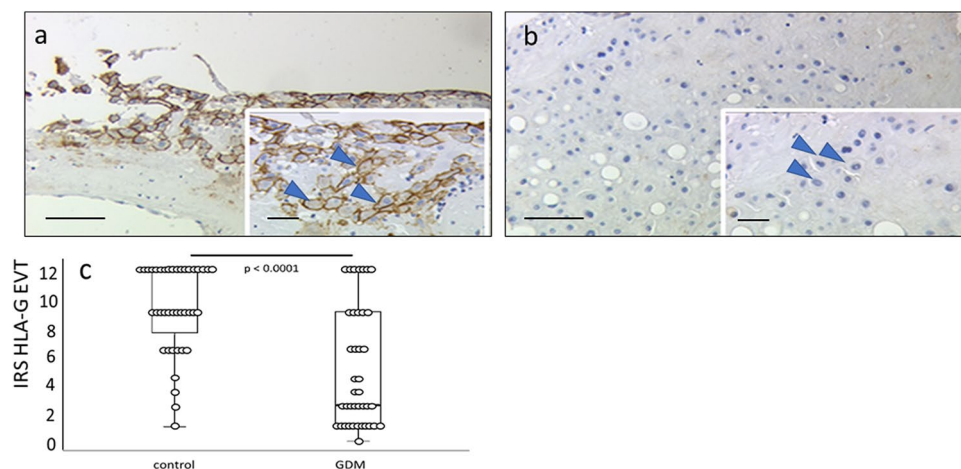 a
b
c
p < 0.0001
IRS HLA-G EVT
12
10
8
6
4
2
0
control
GDM